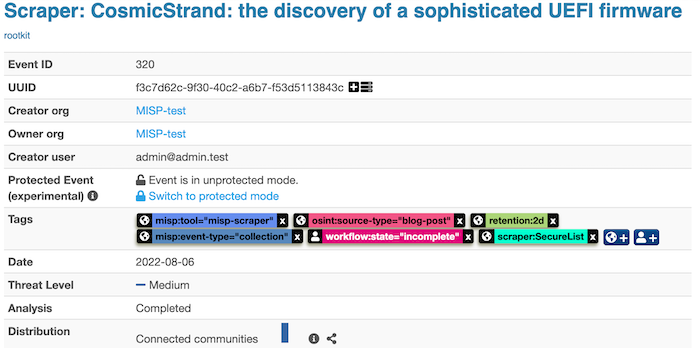 Scraper: CosmicStrand: the discovery of a sophisticated UEFI firmware
rootkit
Event ID 320
UUID f3c7d62c-9f30-40c2-a6b7-f53d5113843c
Creator org MISP-test
Owner org MISP-test
Creator user admin@admin.test
Protected Event Event is in unprotected mode.
(experimental) Switch to protected mode
Tags misp:tool="misp-scraper" x osint:source-type="blog-post" x retention:2d x
misp:event-type="collection" x workflow:state="incomplete" x scraper:SecureList x + +
Date 2022-08-06
Threat Level Medium
Analysis Completed
Distribution Connected communities